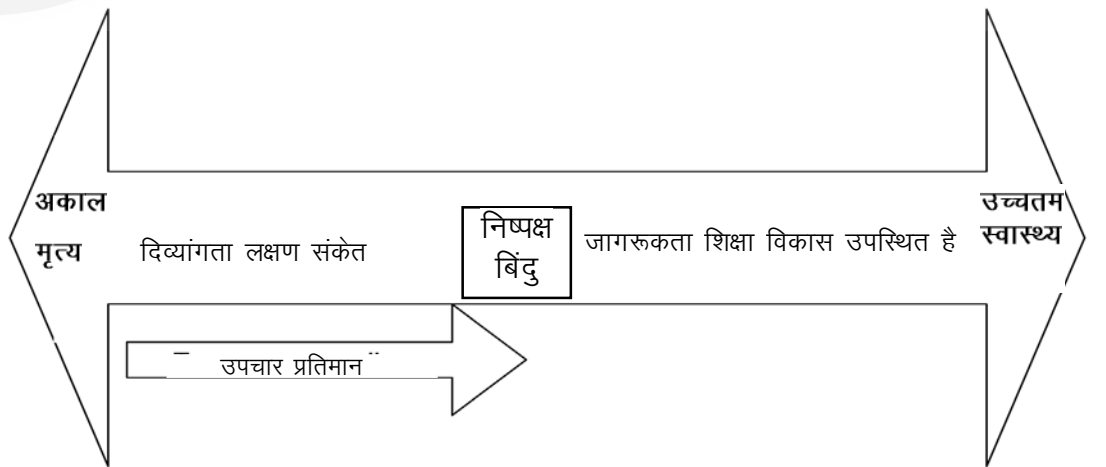 अकाल
मृत्य
दिव्यांगता लक्षण संकेत
निष्पक्ष
बिंदु
जागरूकता शिक्षा विकास उपस्थित है
उच्चतम
स्वास्थ्य
उपचार प्रतिमान